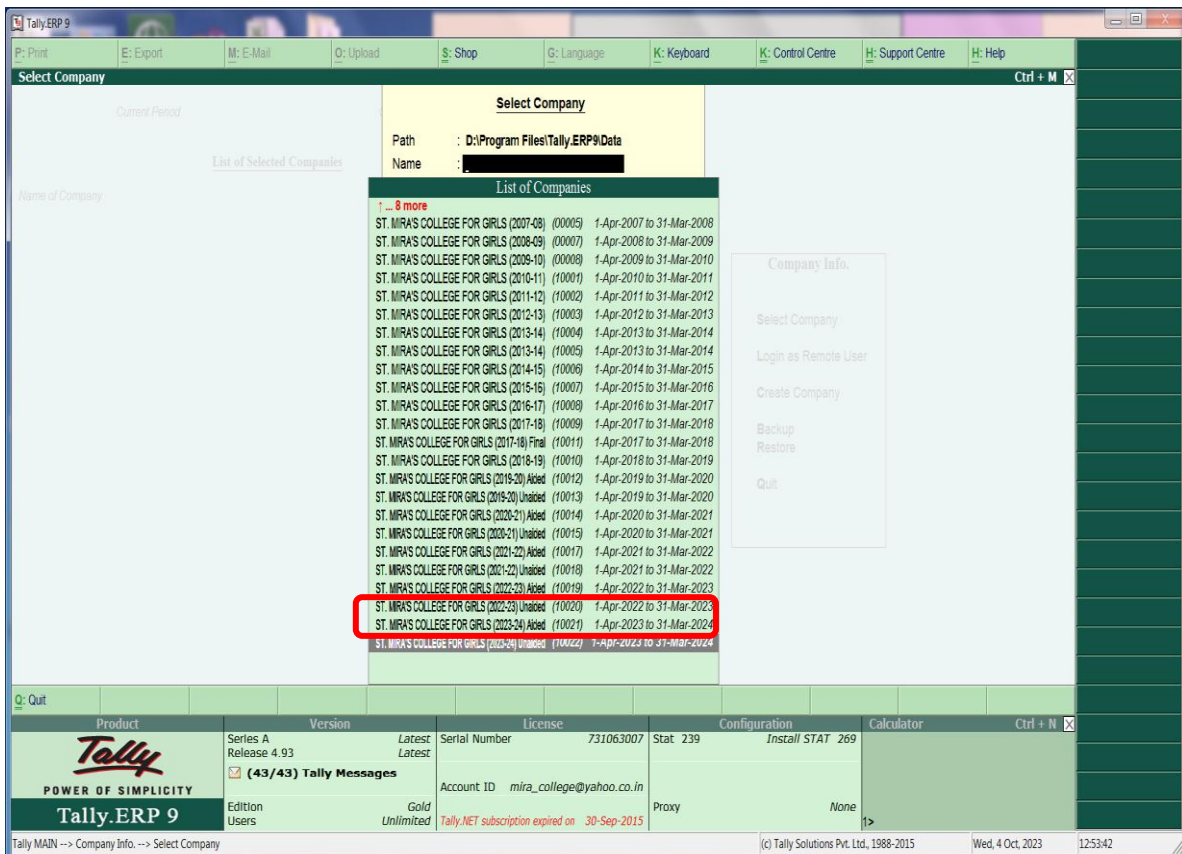 Tally.ERP 9
P: Print E: Export M: E-Mail O: Upload S: Shop G: Language K: Keyboard K: Control Centre H: Support Centre H: Help
Select Company Ctrl + M
Current Period
Select Company
Path : D:\Program Files\Tally.ERP9\Data
Name :
List of Selected Companies
Name of Company
List of Companies
↑ ... 8 more
ST. MIRA'S COLLEGE FOR GIRLS (2007-08) (00005) 1-Apr-2007 to 31-Mar-2008
ST. MIRA'S COLLEGE FOR GIRLS (2008-09) (00007) 1-Apr-2008 to 31-Mar-2009
ST. MIRA'S COLLEGE FOR GIRLS (2009-10) (00008) 1-Apr-2009 to 31-Mar-2010
ST. MIRA'S COLLEGE FOR GIRLS (2010-11) (10001) 1-Apr-2010 to 31-Mar-2011
ST. MIRA'S COLLEGE FOR GIRLS (2011-12) (10002) 1-Apr-2011 to 31-Mar-2012
ST. MIRA'S COLLEGE FOR GIRLS (2012-13) (10003) 1-Apr-2012 to 31-Mar-2013
ST. MIRA'S COLLEGE FOR GIRLS (2013-14) (10004) 1-Apr-2013 to 31-Mar-2014
ST. MIRA'S COLLEGE FOR GIRLS (2013-14) (10005) 1-Apr-2013 to 31-Mar-2014
ST. MIRA'S COLLEGE FOR GIRLS (2014-15) (10006) 1-Apr-2014 to 31-Mar-2015
ST. MIRA'S COLLEGE FOR GIRLS (2015-16) (10007) 1-Apr-2015 to 31-Mar-2016
ST. MIRA'S COLLEGE FOR GIRLS (2016-17) (10008) 1-Apr-2016 to 31-Mar-2017
ST. MIRA'S COLLEGE FOR GIRLS (2017-18) (10009) 1-Apr-2017 to 31-Mar-2018
ST. MIRA'S COLLEGE FOR GIRLS (2017-18) Final (10011) 1-Apr-2017 to 31-Mar-2018
ST. MIRA'S COLLEGE FOR GIRLS (2018-19) (10010) 1-Apr-2018 to 31-Mar-2019
ST. MIRA'S COLLEGE FOR GIRLS (2019-20) Aided (10012) 1-Apr-2019 to 31-Mar-2020
ST. MIRA'S COLLEGE FOR GIRLS (2019-20) Unaided (10013) 1-Apr-2019 to 31-Mar-2020
ST. MIRA'S COLLEGE FOR GIRLS (2020-21) Aided (10014) 1-Apr-2020 to 31-Mar-2021
ST. MIRA'S COLLEGE FOR GIRLS (2020-21) Unaided (10015) 1-Apr-2020 to 31-Mar-2021
ST. MIRA'S COLLEGE FOR GIRLS (2021-22) Aided (10017) 1-Apr-2021 to 31-Mar-2022
ST. MIRA'S COLLEGE FOR GIRLS (2021-22) Unaided (10018) 1-Apr-2021 to 31-Mar-2022
ST. MIRA'S COLLEGE FOR GIRLS (2022-23) Aided (10019) 1-Apr-2022 to 31-Mar-2023
ST. MIRA'S COLLEGE FOR GIRLS (2022-23) Unaided (10020) 1-Apr-2022 to 31-Mar-2023
ST. MIRA'S COLLEGE FOR GIRLS (2023-24) Aided (10021) 1-Apr-2023 to 31-Mar-2024
ST. MIRA'S COLLEGE FOR GIRLS (2023-24) Unaided (10022) 1-Apr-2023 to 31-Mar-2024
Company Info.
Select Company
Login as Remote User
Create Company
Backup
Restore
Quit
Q: Quit
Product Version License Configuration Calculator Ctrl + N
Tally
POWER OF SIMPLICITY
Tally.ERP 9
Series A Latest
Release 4.93 Latest
(43/43) Tally Messages
Edition Gold
Users Unlimited
Serial Number 731063007
Account ID mira_college@yahoo.co.in
Tally.NET subscription expired on 30-Sep-2015
Stat 239 Install STAT 269
Proxy None
1>
Tally MAIN --> Company Info. --> Select Company (c) Tally Solutions Pvt. Ltd., 1988-2015 Wed, 4 Oct, 2023 12:53:42